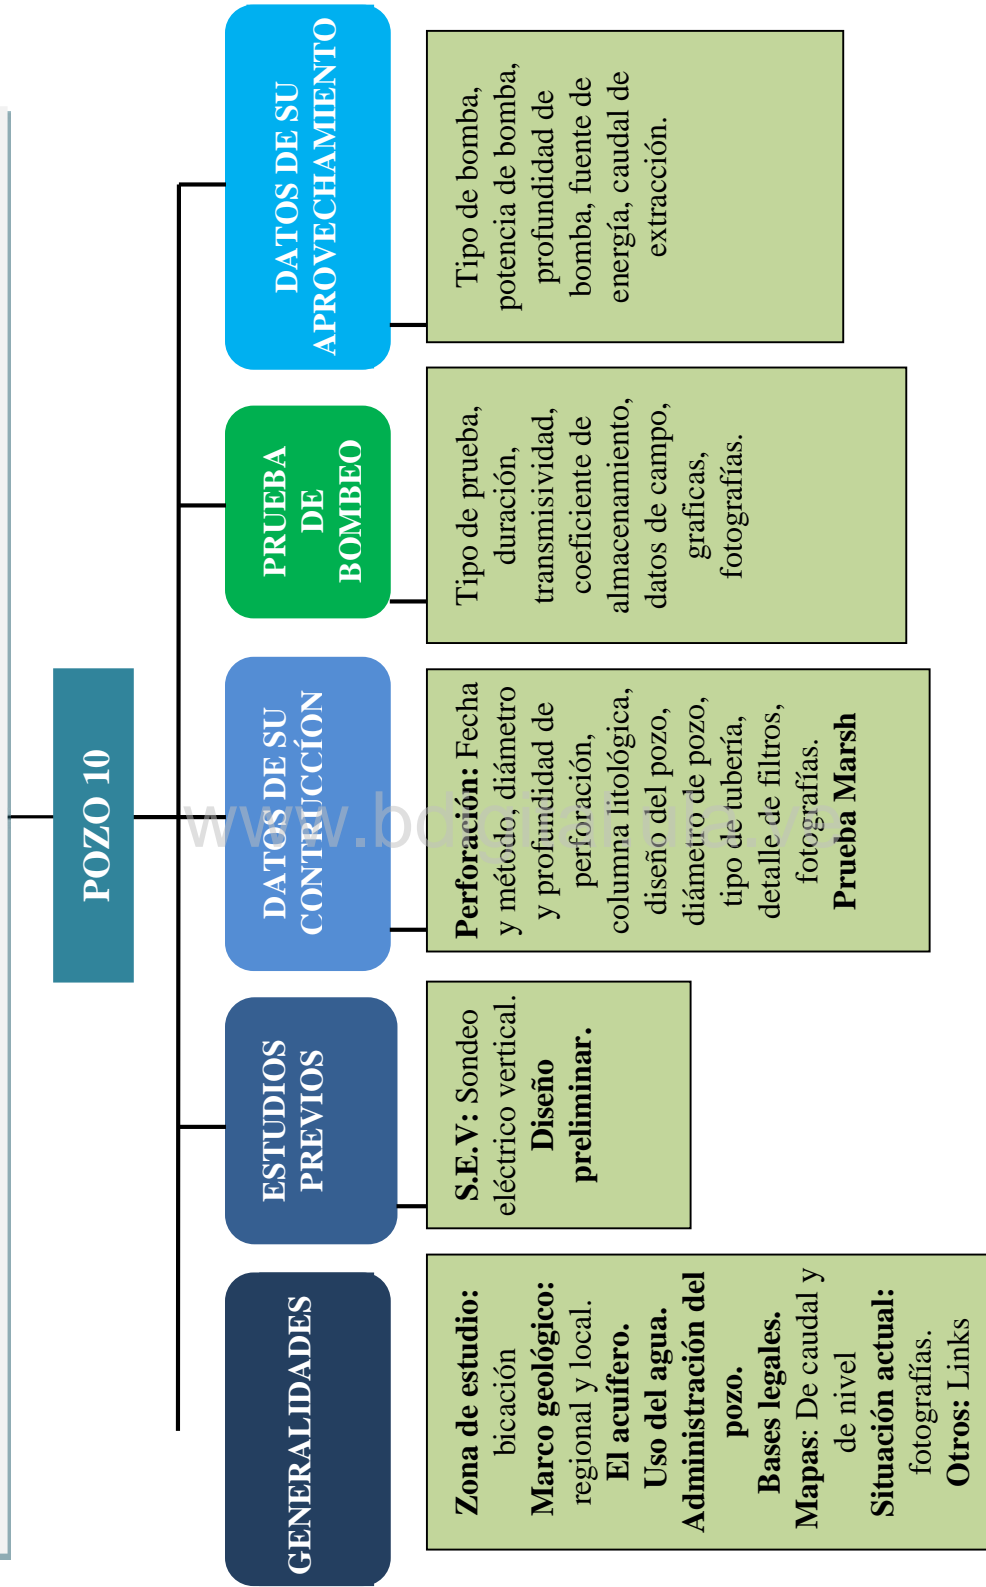 POZO 10
GENERALIDADES
Zona de estudio:
bicación
Marco geológico:
regional y local.
El acuífero.
Uso del agua.
Administración del
pozo.
Bases legales.
Mapas: De caudal y
de nivel
Situación actual:
fotografías.
Otros: Links
ESTUDIOS
PREVIOS
S.E.V: Sondeo
eléctrico vertical.
Diseño
preliminar.
DATOS DE SU
CONTRUCCÍON
Perforación: Fecha
y método, diámetro
y profundidad de
perforación,
columna litológica,
diseño del pozo,
diámetro de pozo,
tipo de tubería,
detalle de filtros,
fotografías.
Prueba Marsh
PRUEBA
DE
BOMBEO
Tipo de prueba,
duración,
transmisividad,
coeficiente de
almacenamiento,
datos de campo,
graficas,
fotografías.
DATOS DE SU
APROVECHAMIENTO
Tipo de bomba,
potencia de bomba,
profundidad de
bomba, fuente de
energía, caudal de
extracción.
www.bdigital.ula.ve